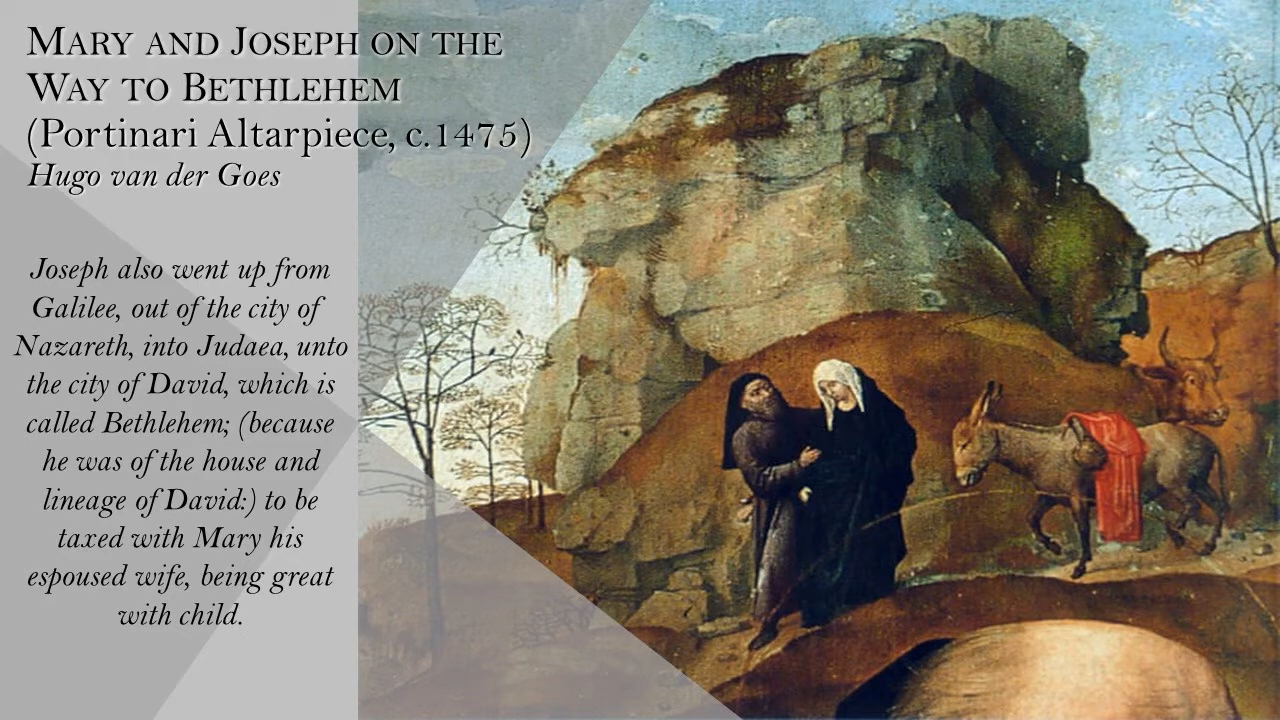 Mary and Joseph on the
Way to Bethlehem
(Portinari Altarpiece, c.1475)
Hugo van der Goes
Joseph also went up from
Galilee, out of the city of
Nazareth, into Judaea, unto
the city of David, which is
called Bethlehem; (because
he was of the house and
lineage of David:) to be
taxed with Mary his
espoused wife, being great
with child.